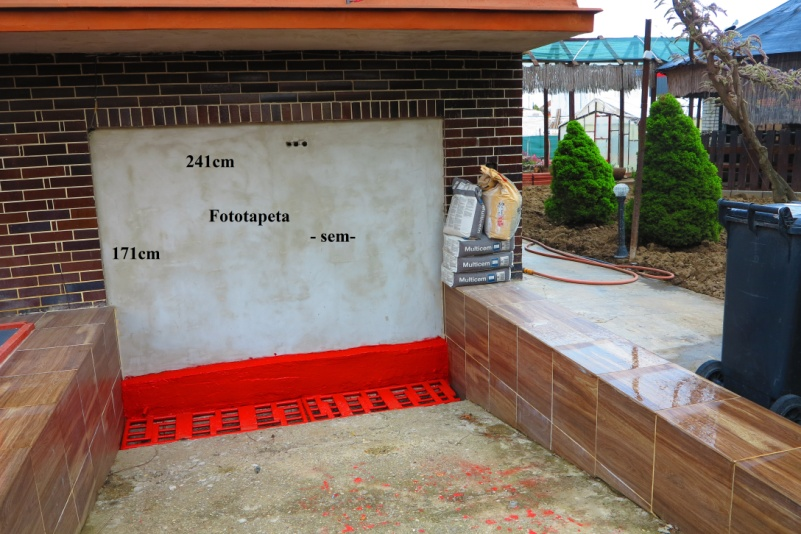 241cm
Fototapeta
- sem-
171cm
Multicem
Multicem
Multicem